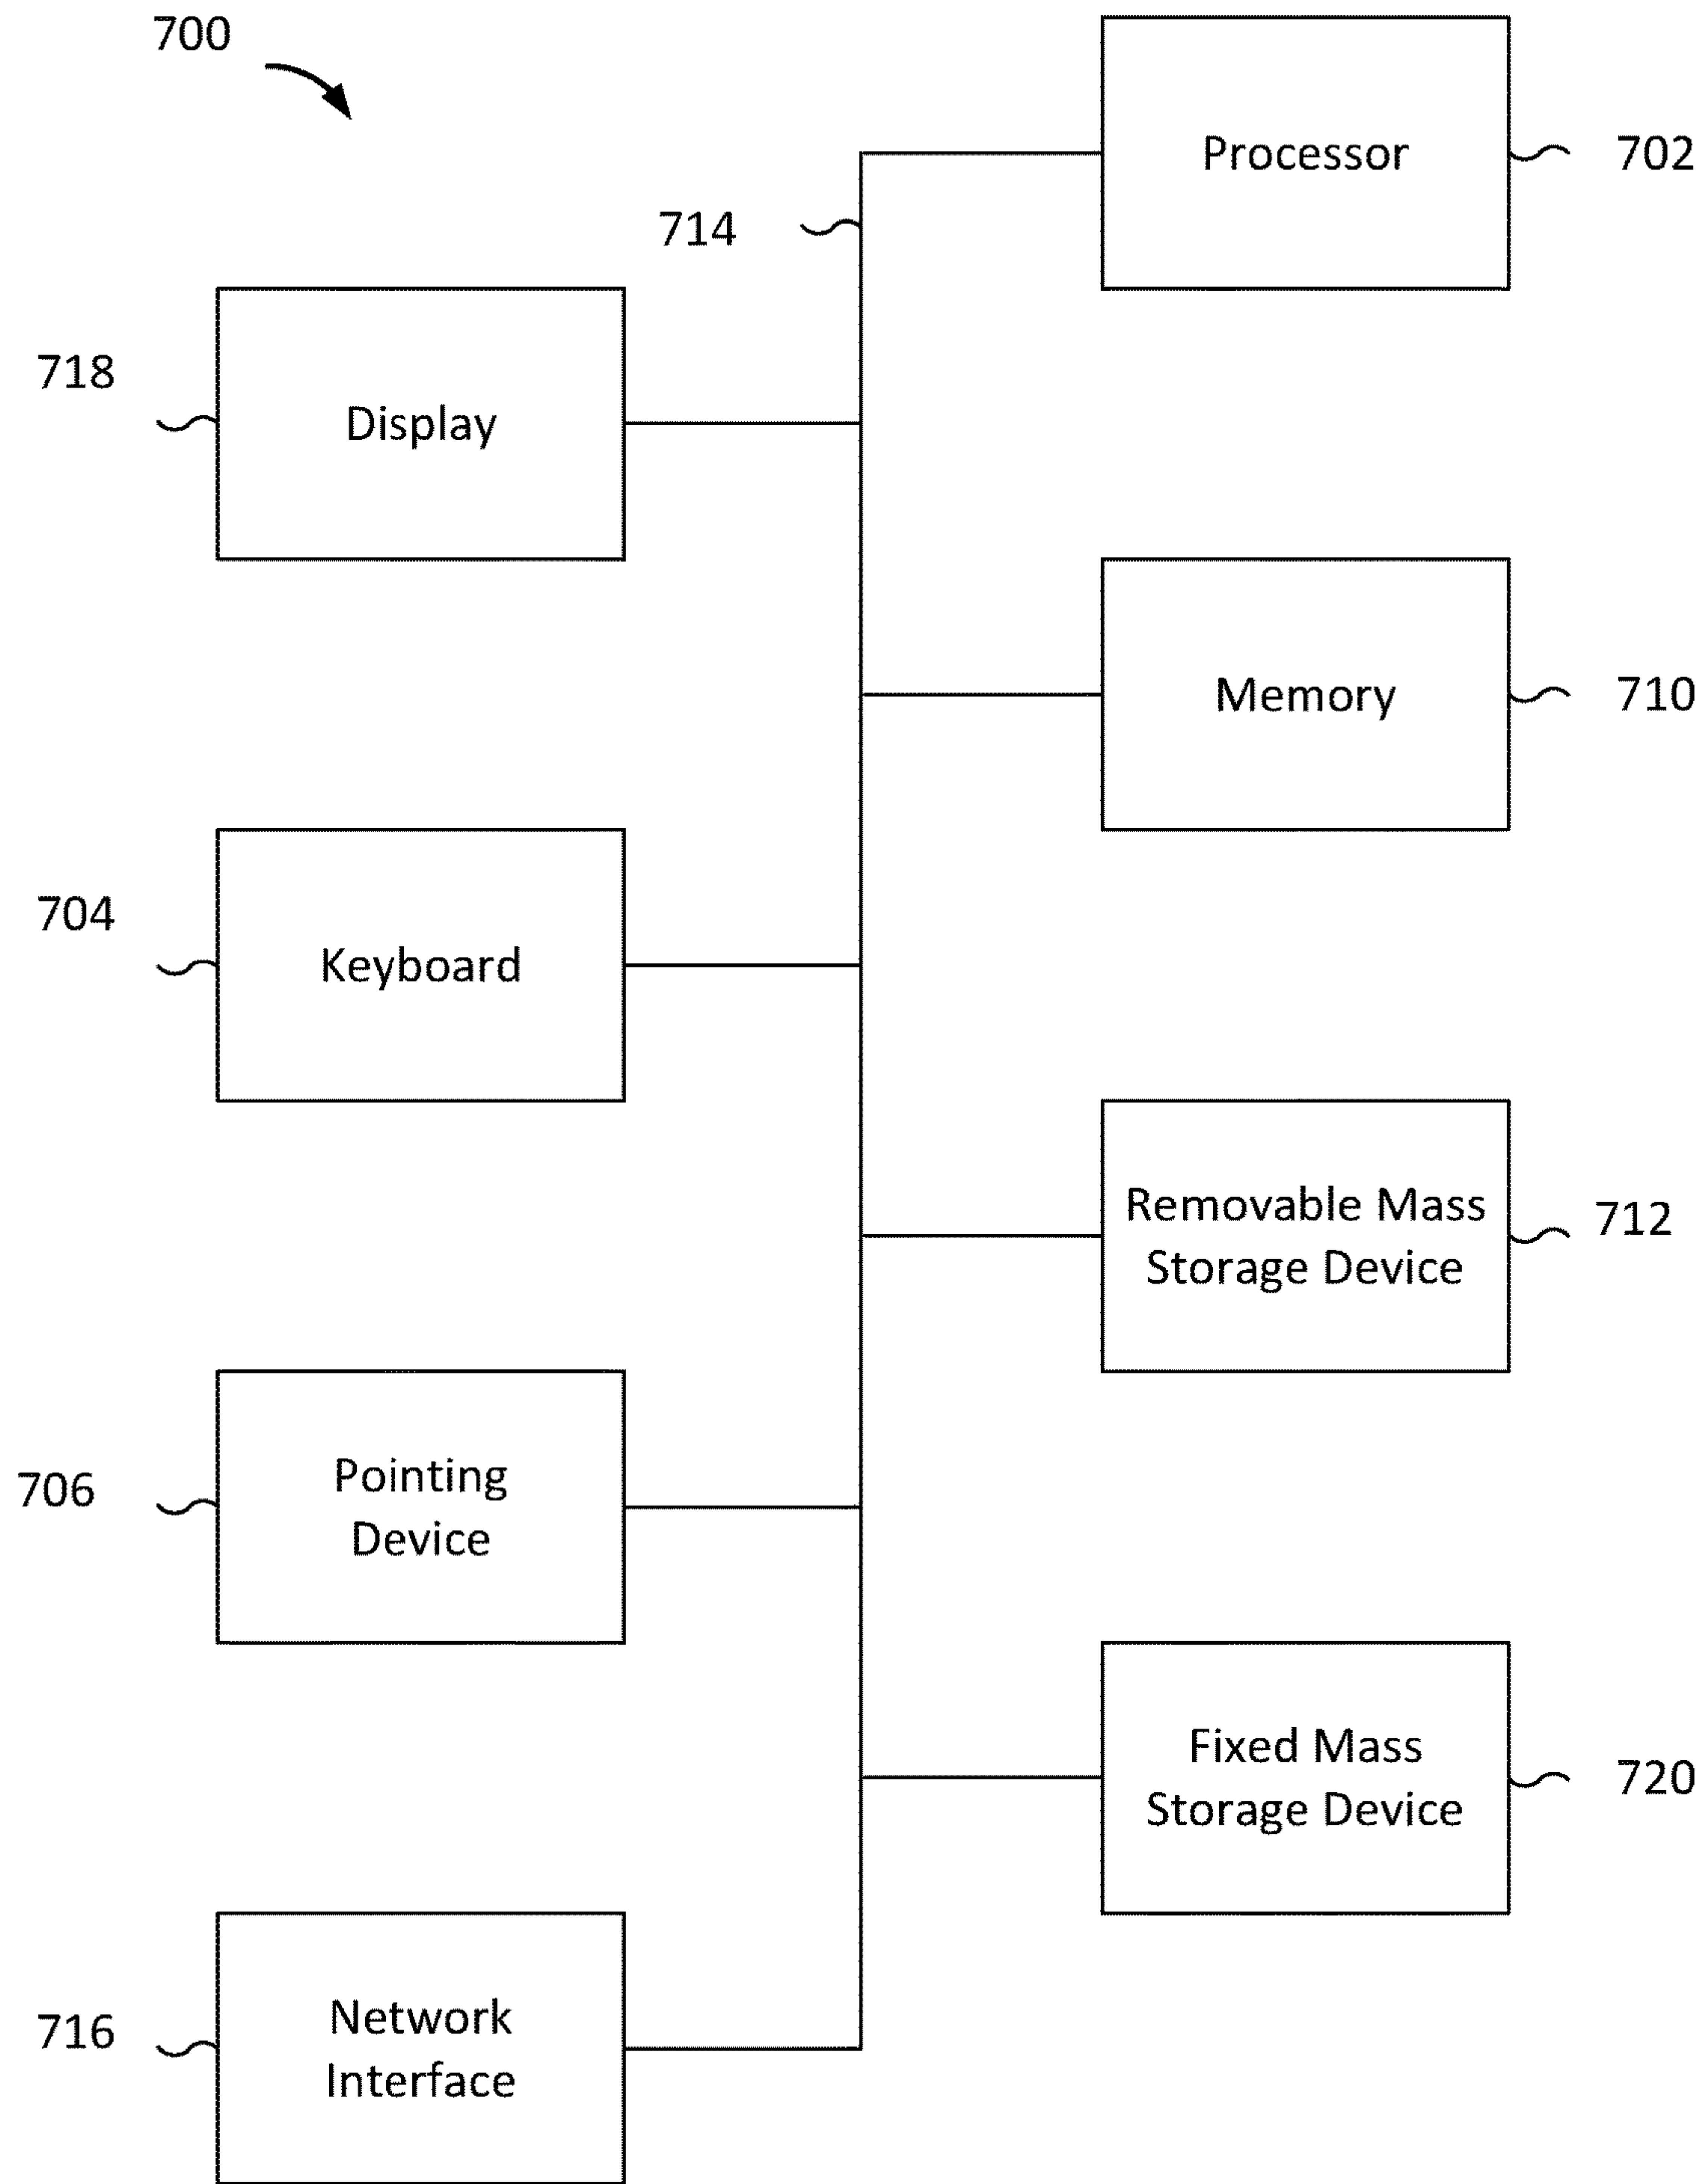 700
Processor
702
714
718
Display
Memory
710
704
Keyboard
Removable Mass
Storage Device
712
706
Pointing
Device
Fixed Mass
Storage Device
720
716
Network
Interface